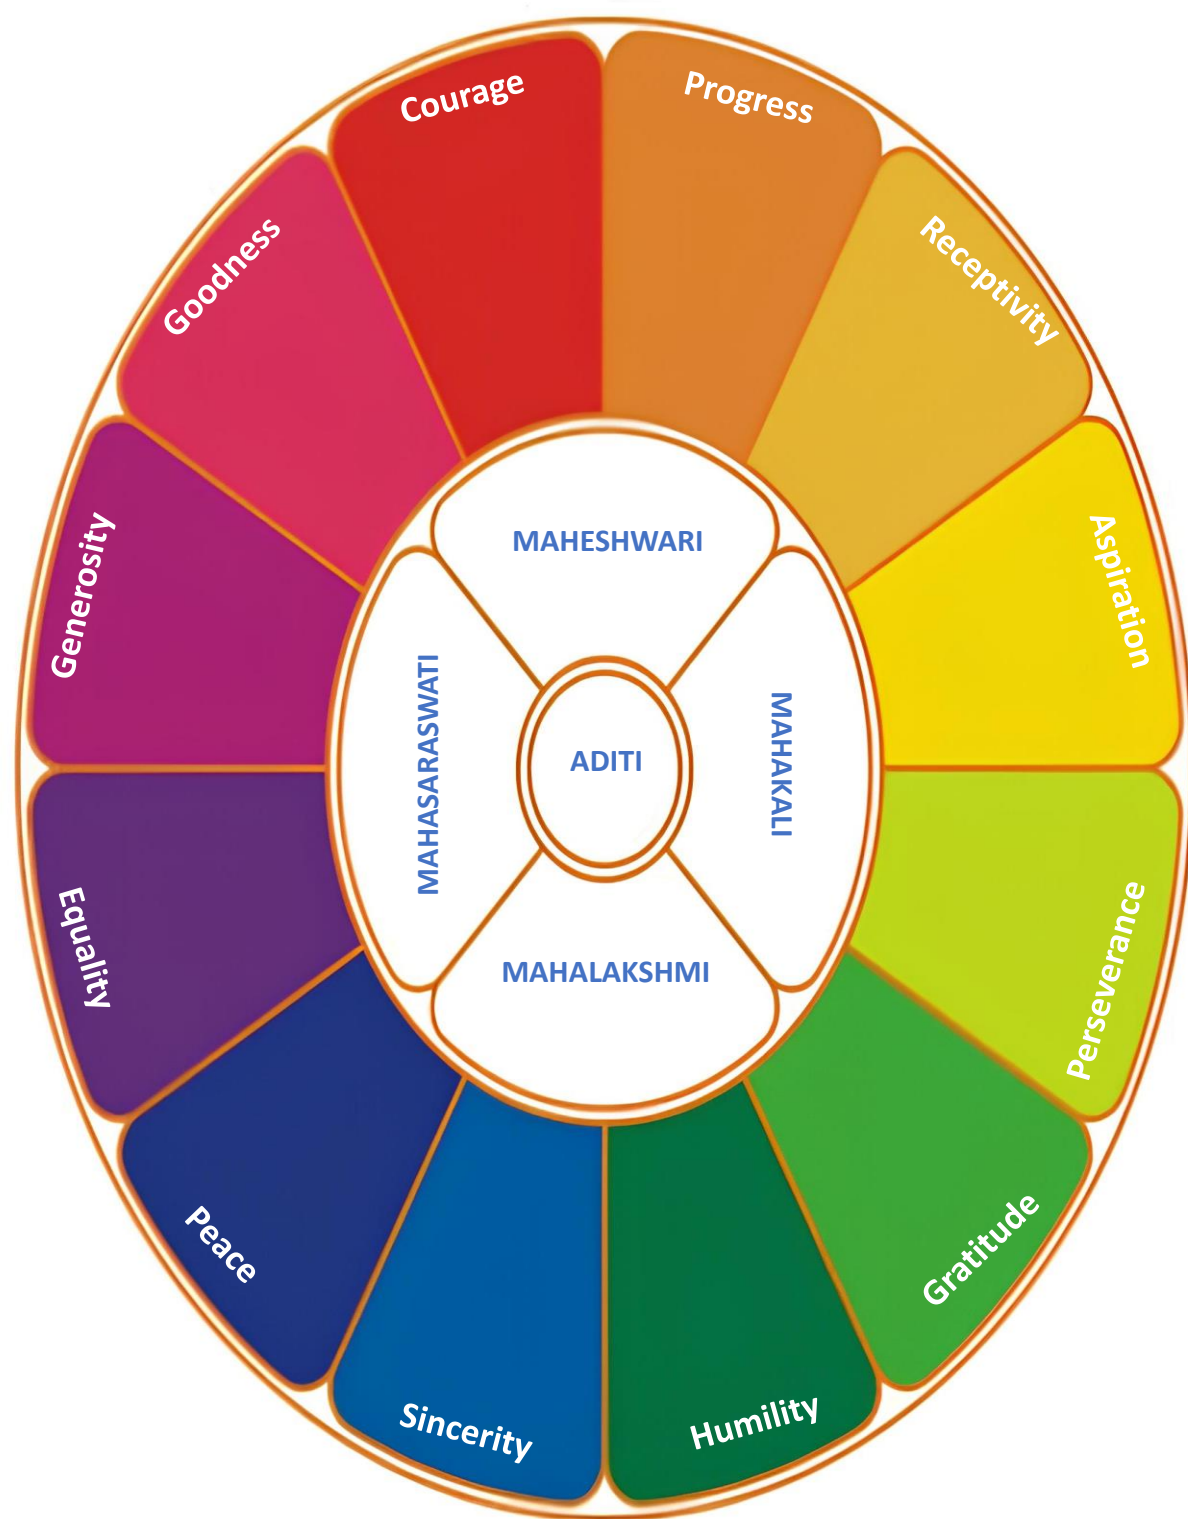 Courage
Progress
Receptivity
Aspiration
Perseverance
Gratitude
Humility
Sincerity
Peace
Equality
Generosity
Goodness
MAHESHWARI
MAHAKALI
MAHALAKSHMI
MAHASARASWATI
ADITI